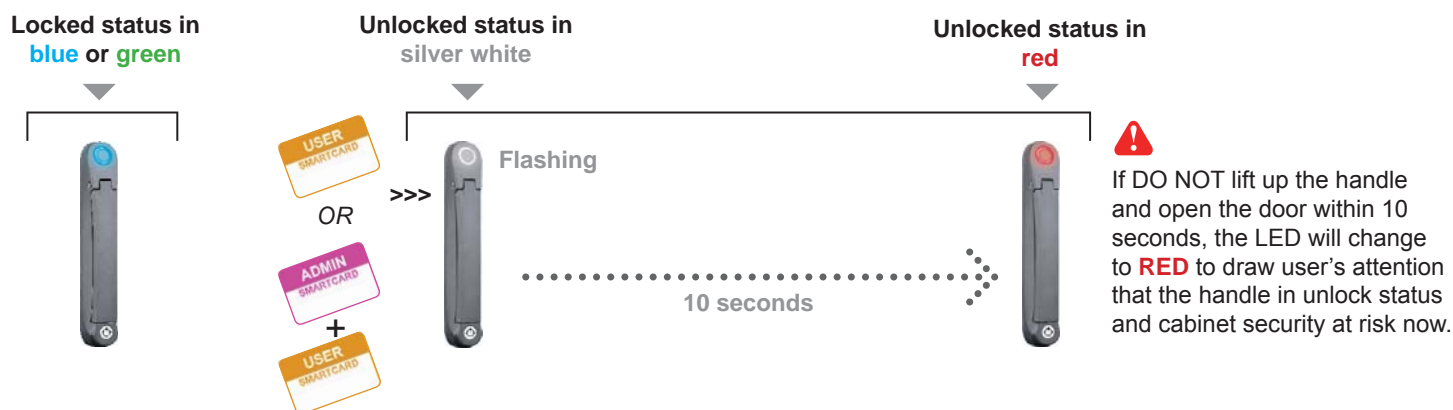 Locked status in
blue or green
Unlocked status in
silver white
Unlocked status in
red
USER
SMARTCARD
OR
ADMIN
SMARTCARD
+
USER
SMARTCARD
>>>
Flashing
10 seconds
!
If DO NOT lift up the handle
and open the door within 10
seconds, the LED will change
to RED to draw user's attention
that the handle in unlock status
and cabinet security at risk now.